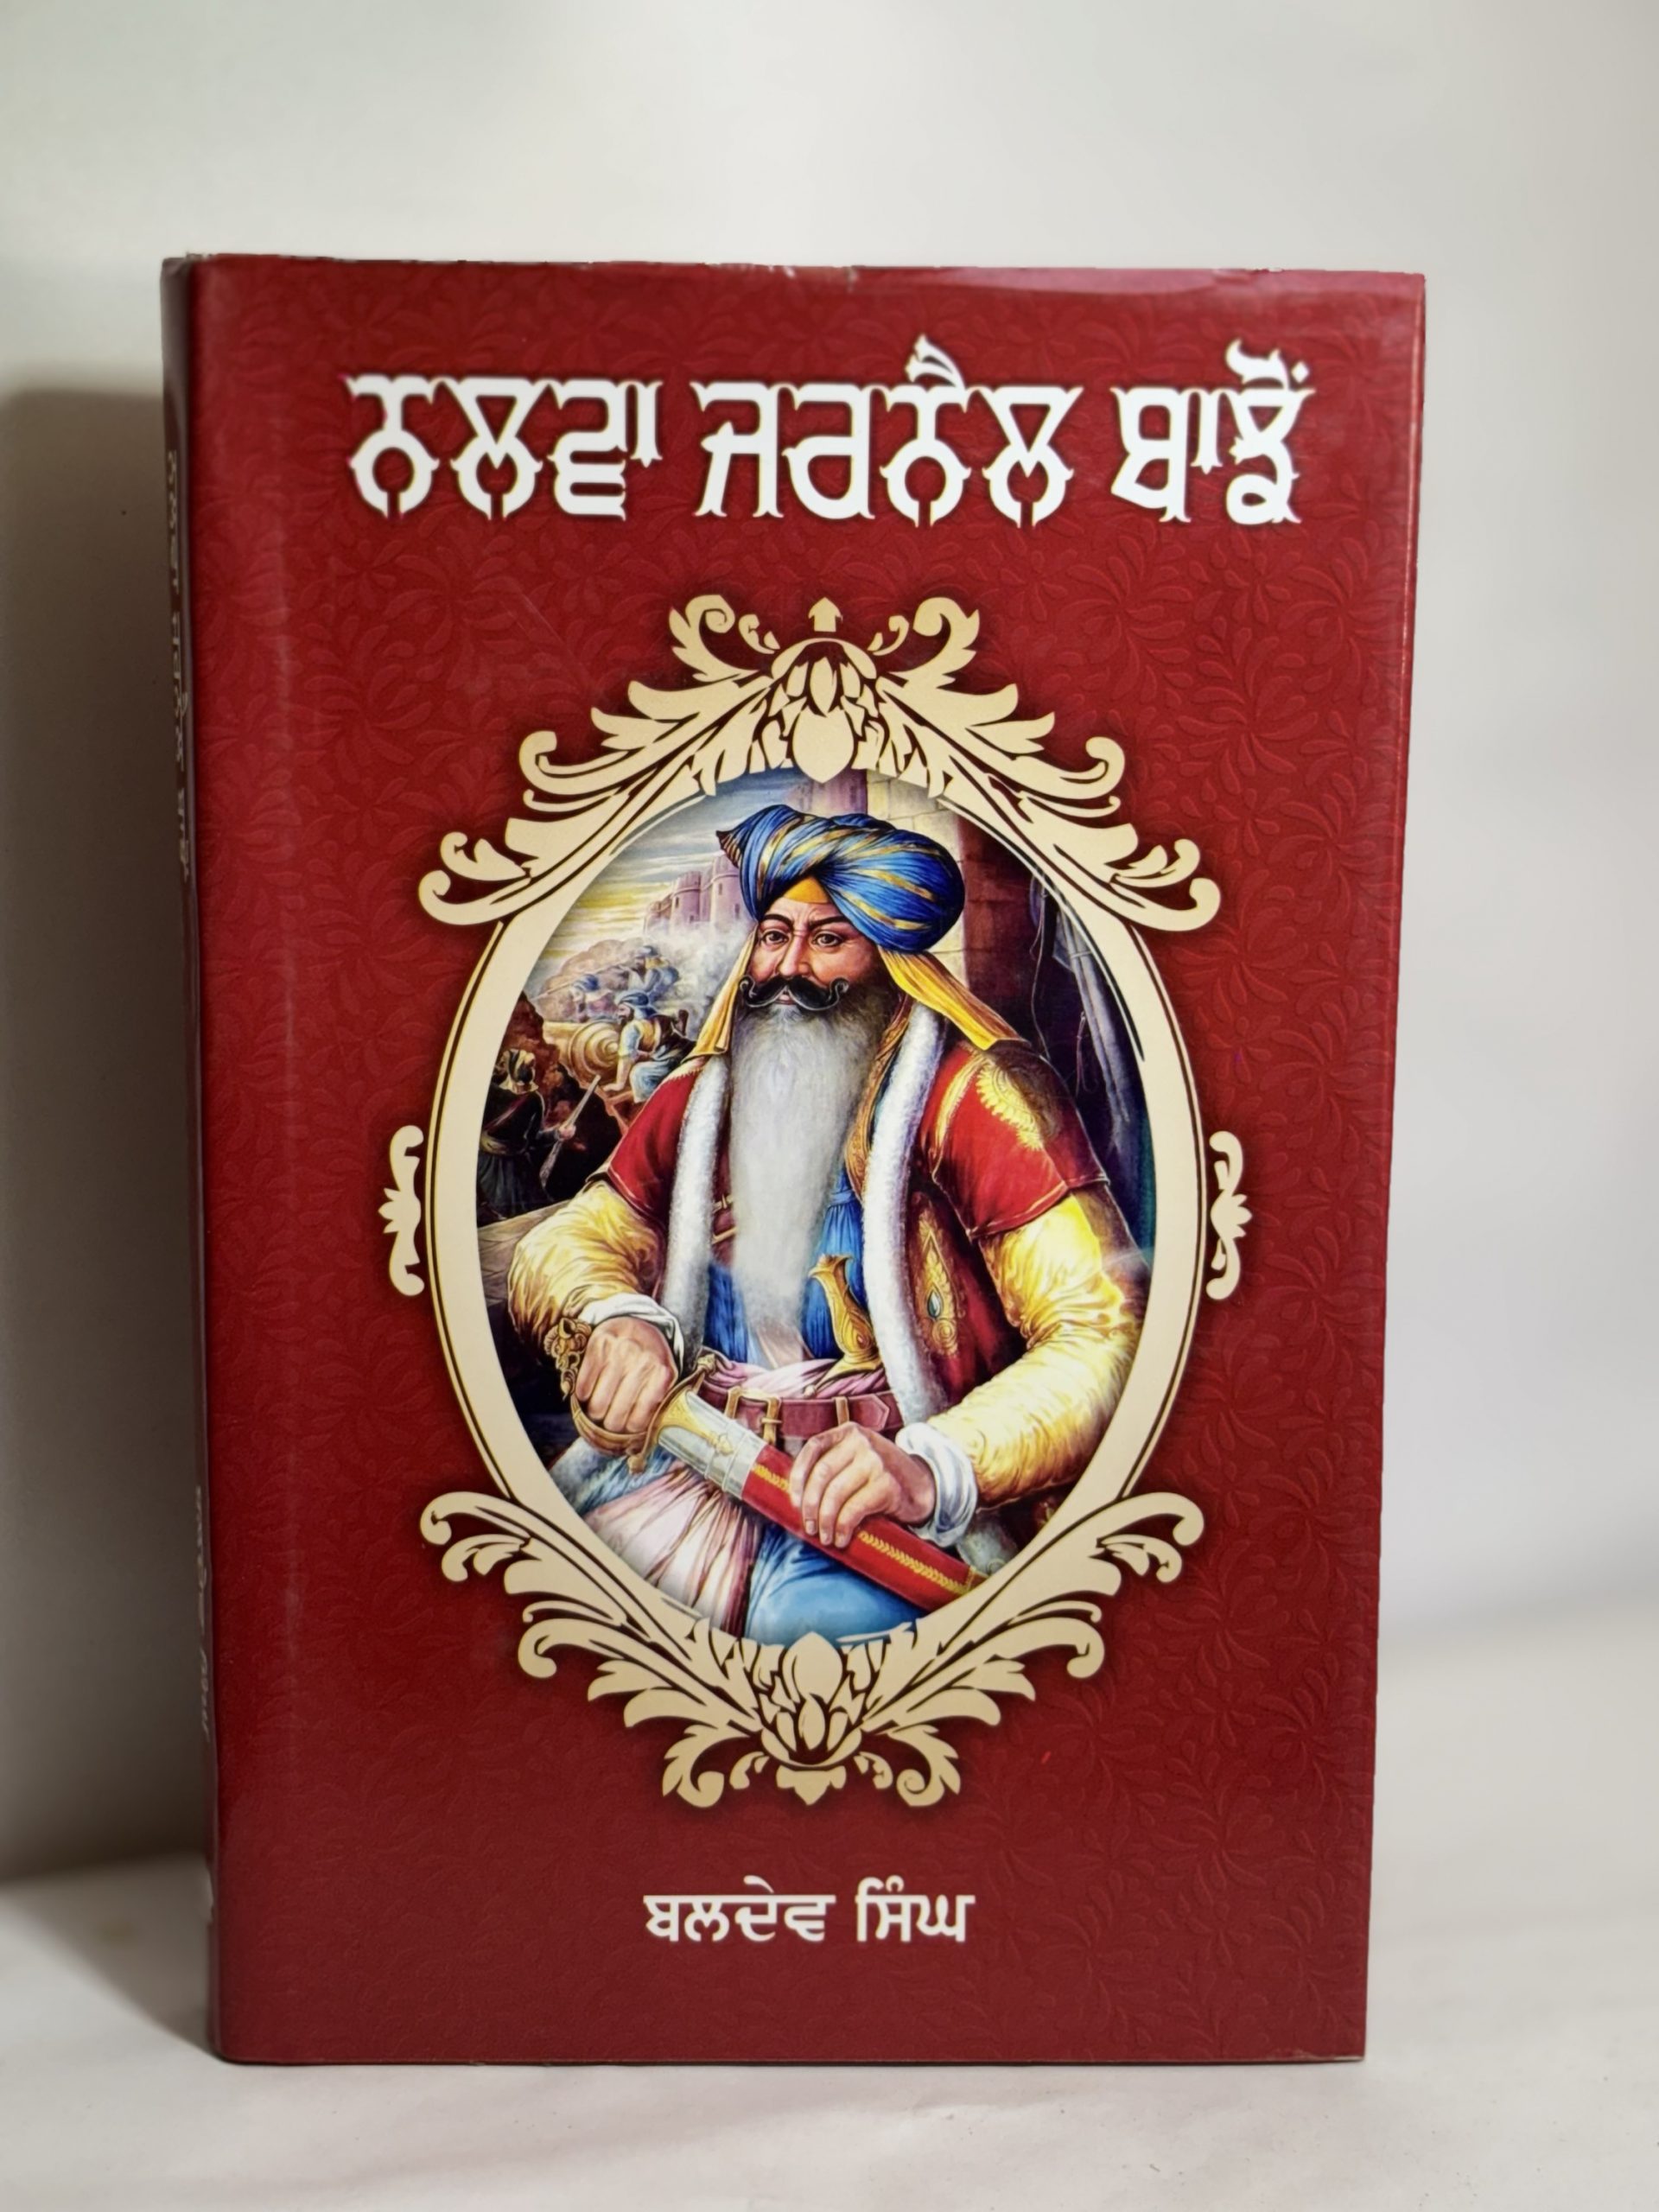 ਨਲਵਾ ਜਰਨੈਲ ਬਾਝੋਂ
ਬਲਦੇਵ ਸਿੰਘ